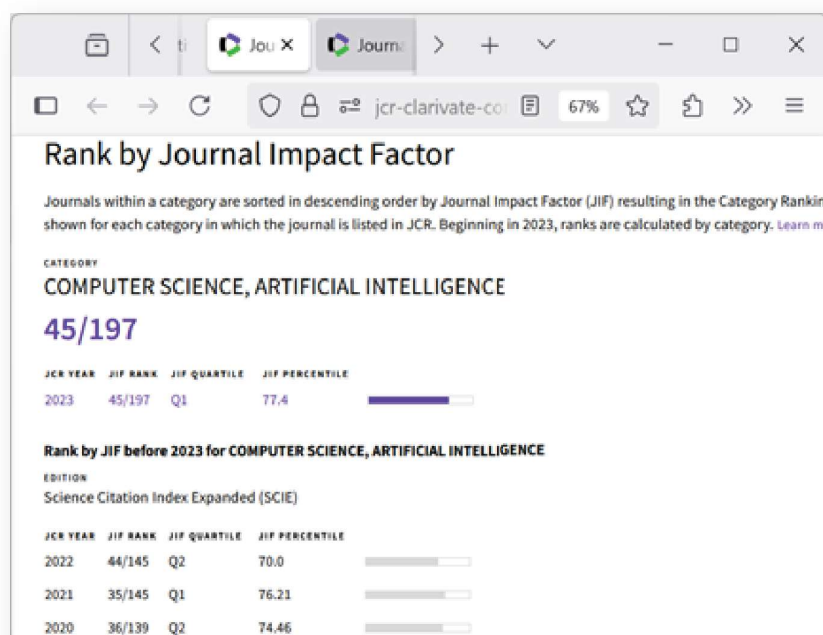 Jou
Journa
jcr-clarivate-co
67%
Rank by Journal Impact Factor
Journals within a category are sorted in descending order by Journal Impact Factor (JIF) resulting in the Category Rankin
shown for each category in which the journal is listed in JCR. Beginning in 2023, ranks are calculated by category. Learn m
CATEGORY
COMPUTER SCIENCE, ARTIFICIAL INTELLIGENCE
45/197
JCR YEAR JIF RANK JIF QUARTILE JIF PERCENTILE
2023 45/197 Q1 77.4
Rank by JIF before 2023 for COMPUTER SCIENCE, ARTIFICIAL INTELLIGENCE
EDITION
Science Citation Index Expanded (SCIE)
JCR YEAR JIF RANK JIF QUARTILE JIF PERCENTILE
2022 44/145 Q2 70.0
2021 35/145 Q1 76.21
2020 36/139 Q2 74.46